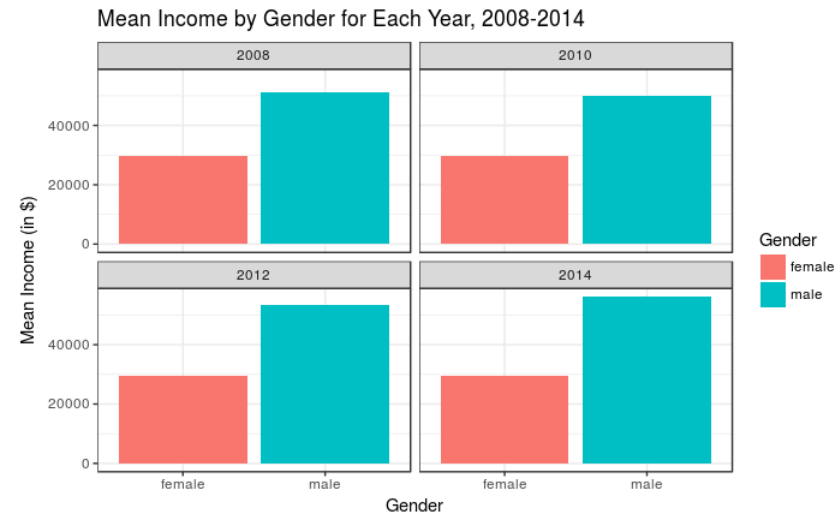 Mean Income by Gender for Each Year, 2008-2014
2008
2010
40000
20000
0
2012
2014
40000
20000
0
female
male
female
male
Gender
Mean Income (in $)
Gender
female
male